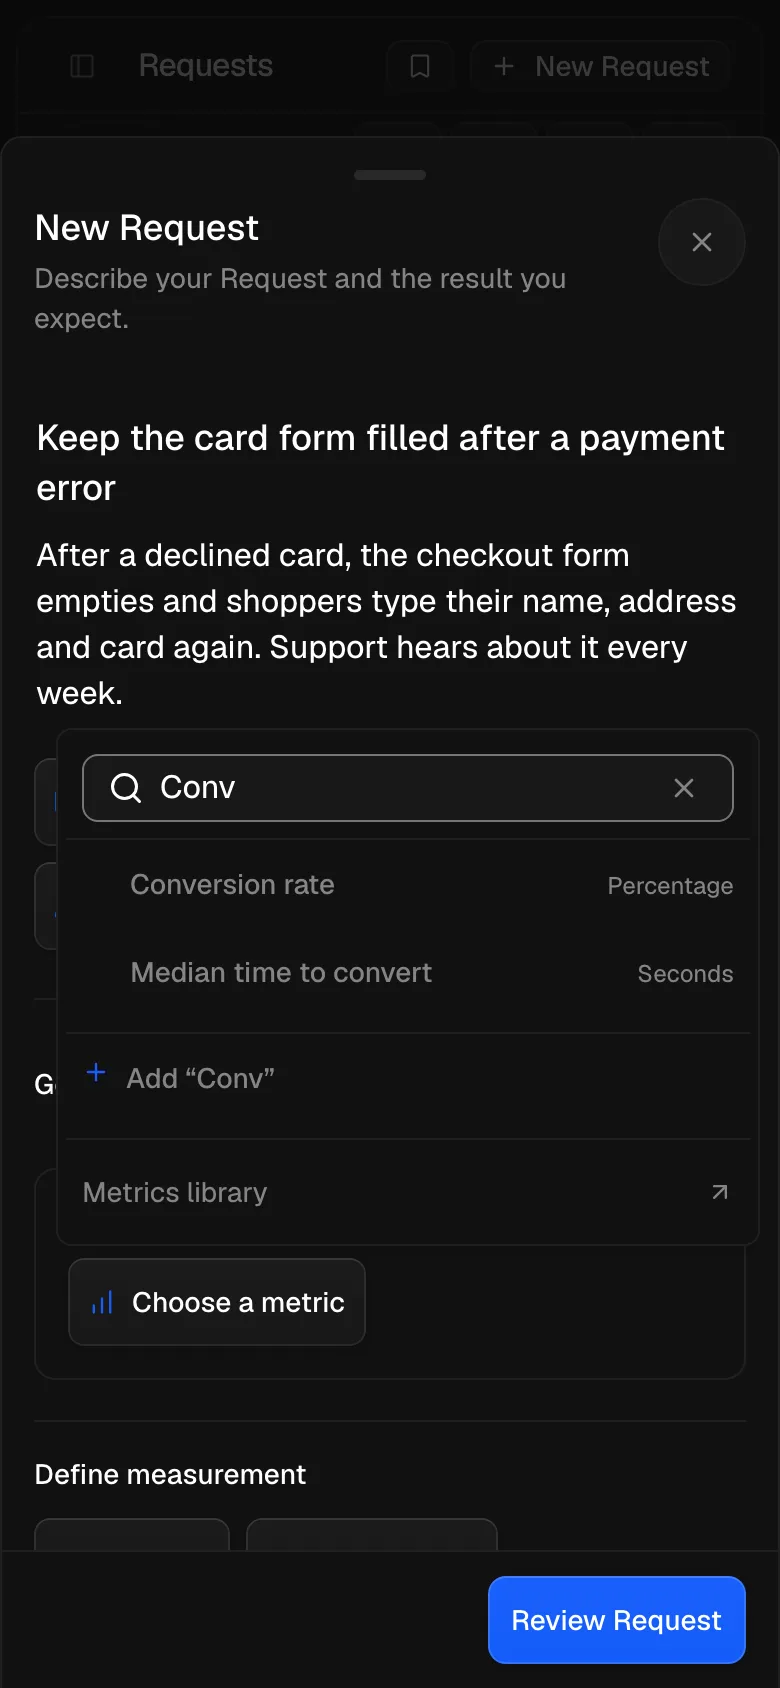 Requests
New Request
New Request
Describe your Request and the result you
expect.
Keep the card form filled after a payment
error
After a declined card, the checkout form
empties and shoppers type their name, address
and card again. Support hears about it every
week.
Conv
Conversion rate Percentage
Median time to convert Seconds
Add “Conv”
Metrics library
Choose a metric
Define measurement
Review Request